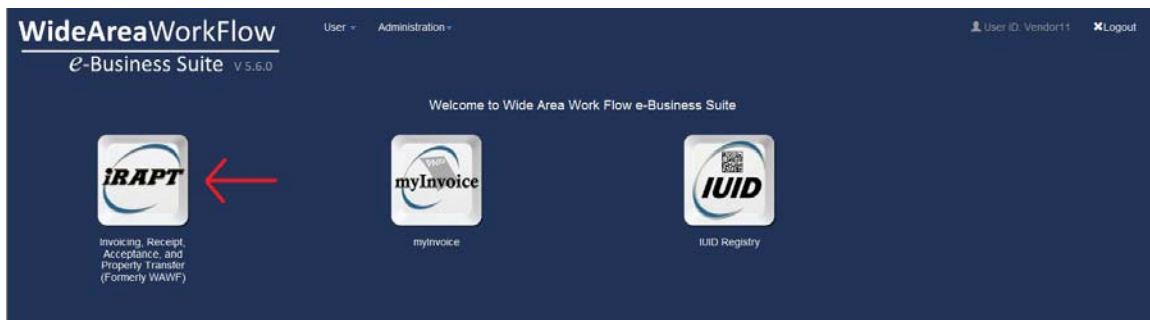 WideAreaWorkFlow
e-Business Suite V 5.6.0
User Administration
User ID: Vendor11 Logout
Welcome to Wide Area Work Flow e-Business Suite
iRAPT
Invoicing, Receipt,
Acceptance, and
Property Transfer
(Formerly WAWF)
PAID
myInvoice
myInvoice
IUID
IUID Registry